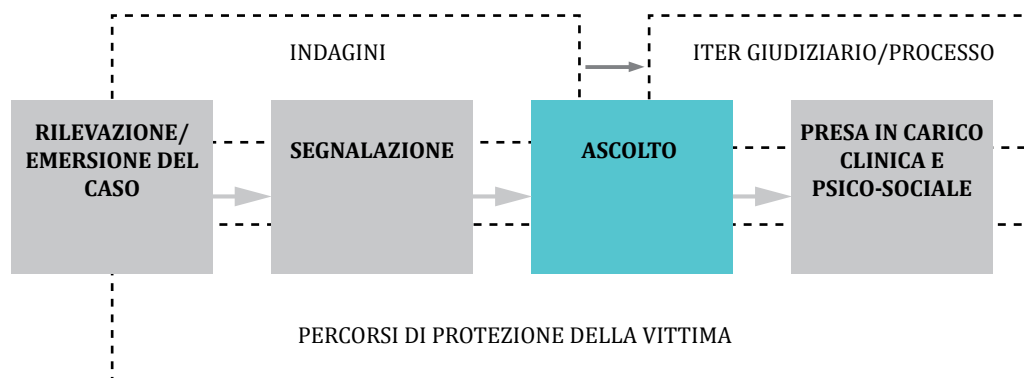 INDAGINI
ITER GIUDIZIARIO/PROCESSO
RILEVAZIONE/
EMERSIONE DEL
CASO
SEGNALAZIONE
ASCOLTO
PRESA IN CARICO
CLINICA E
PSICO-SOCIALE
PERCORSI DI PROTEZIONE DELLA VITTIMA